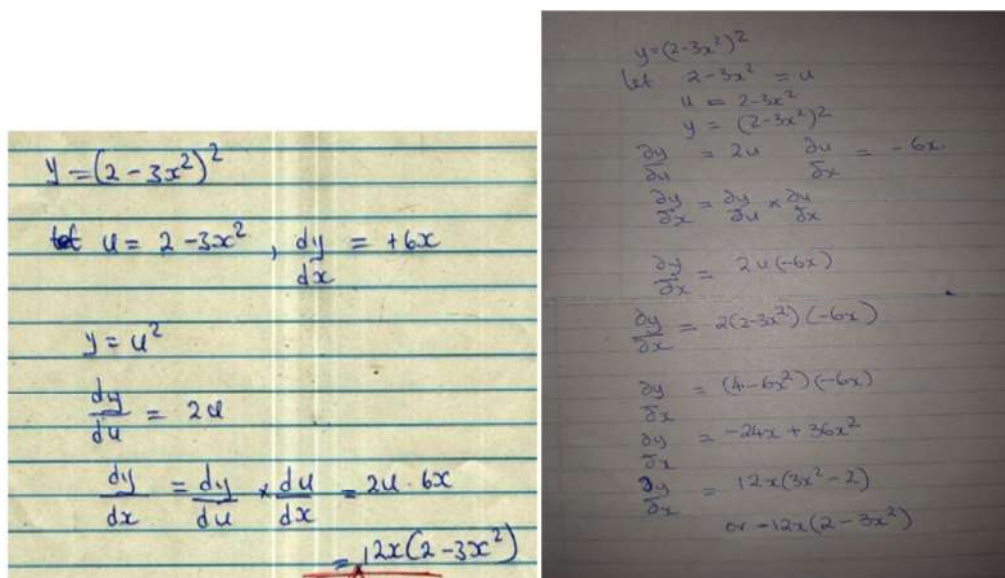 y = (2 - 3x²)²
let u = 2 - 3x², dy/dx = +6x
y = u²
dy/du = 2u
dy/dx = dy/du × du/dx = 2u · 6x
= 12x(2 - 3x²)
y = (2-3x²)²
let 2-3x² = u
u = 2-3x²
y = (2-3x²)²
∂y/∂u = 2u ∂u/∂x = -6x.
∂y/∂x = ∂y/∂u × ∂u/∂x
∂y/∂x = 2u(-6x)
∂y/∂x = 2(2-3x²)(-6x)
∂y/∂x = (4-6x²)(-6x)
∂y/∂x = -24x + 36x²
∂y/∂x = 12x(3x²-2)
or -12x(2-3x²)